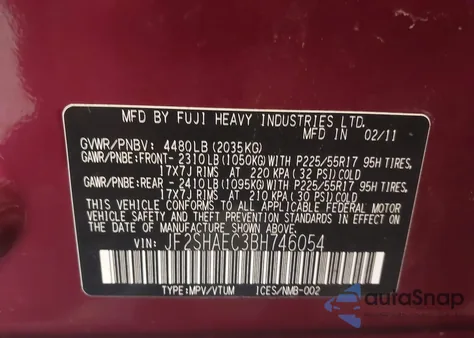 MFD BY FUJI HEAVY INDUSTRIES LTD.
MFD IN 02/11
GVWR/PNBV: 4480LB (2035KG)
GAWR/PNBE:FRONT- 2310LB(1050KG)WITH P225/55R17 95H TIRES,
17X7J RIMS AT 220 KPA (32 PSI)COLD
GAWR/PNBE:REAR - 2410LB(1095KG)WITH P225/55R17 95H TIRES,
17X7J RIMS AT 210 KPA (30 PSI)COLD
THIS VEHICLE CONFORMS TO ALL APPLICABLE FEDERAL MOTOR
VEHICLE SAFETY AND THEFT PREVENTION STANDARDS IN EFFECT ON
THE DATE OF MANUFACTURE SHOWN ABOVE.
VIN: JF2SHAEC3BH746054
TYPE:MPV/VTUM ICES/NMB-002
autoSnap
POWERED BY CARS